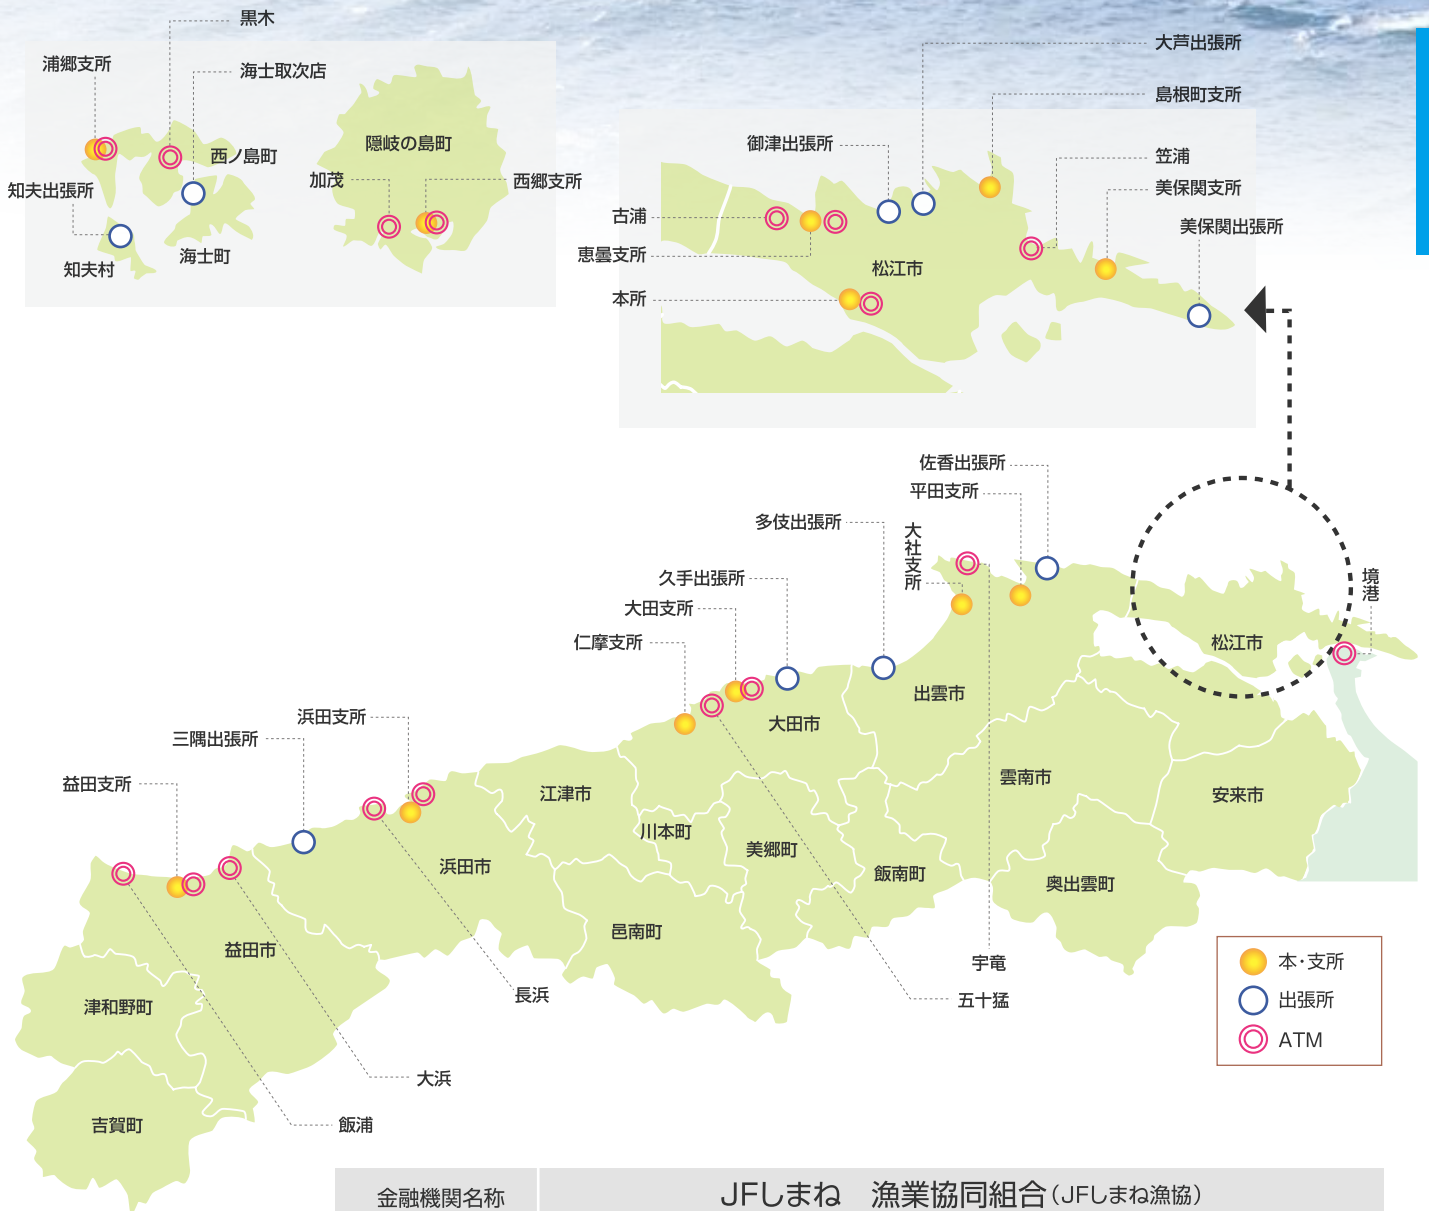 黒木
浦郷支所
海士取次店
西ノ島町
知夫出張所
海士町
知夫村
隠岐の島町
加茂
西郷支所
大芦出張所
島根町支所
御津出張所
笠浦
美保関支所
古浦
美保関出張所
恵曇支所
松江市
本所
佐香出張所
平田支所
多伎出張所
大社支所
久手出張所
大田支所
仁摩支所
境港
松江市
出雲市
浜田支所
大田市
三隅出張所
益田支所
雲南市
江津市
安来市
川本町
美郷町
浜田市
飯南町
奥出雲町
邑南町
益田市
宇竜
長浜
五十猛
津和野町
大浜
吉賀町
飯浦
本・支所
出張所
ATM
金融機関名称
JFしまね 漁業協同組合(JFしまね漁協)